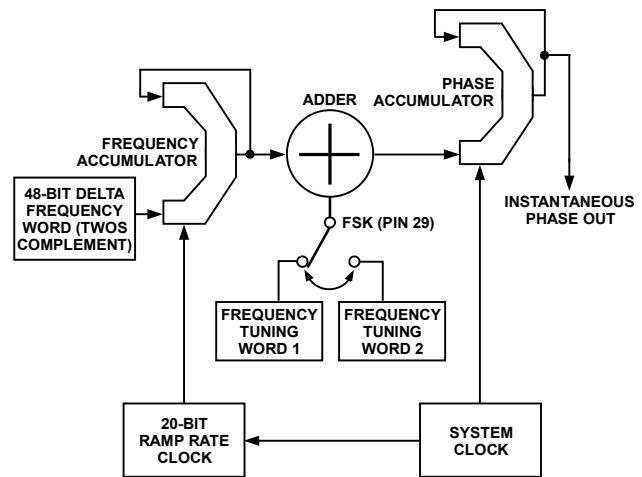 PHASE
ACCUMULATOR
ADDER
FREQUENCY
ACCUMULATOR
48-BIT DELTA
FREQUENCY
WORD (TWOS
COMPLEMENT)
INSTANTANEOUS
PHASE OUT
FSK (PIN 29)
FREQUENCY
TUNING
WORD 1
FREQUENCY
TUNING
WORD 2
20-BIT
RAMP RATE
CLOCK
SYSTEM
CLOCK